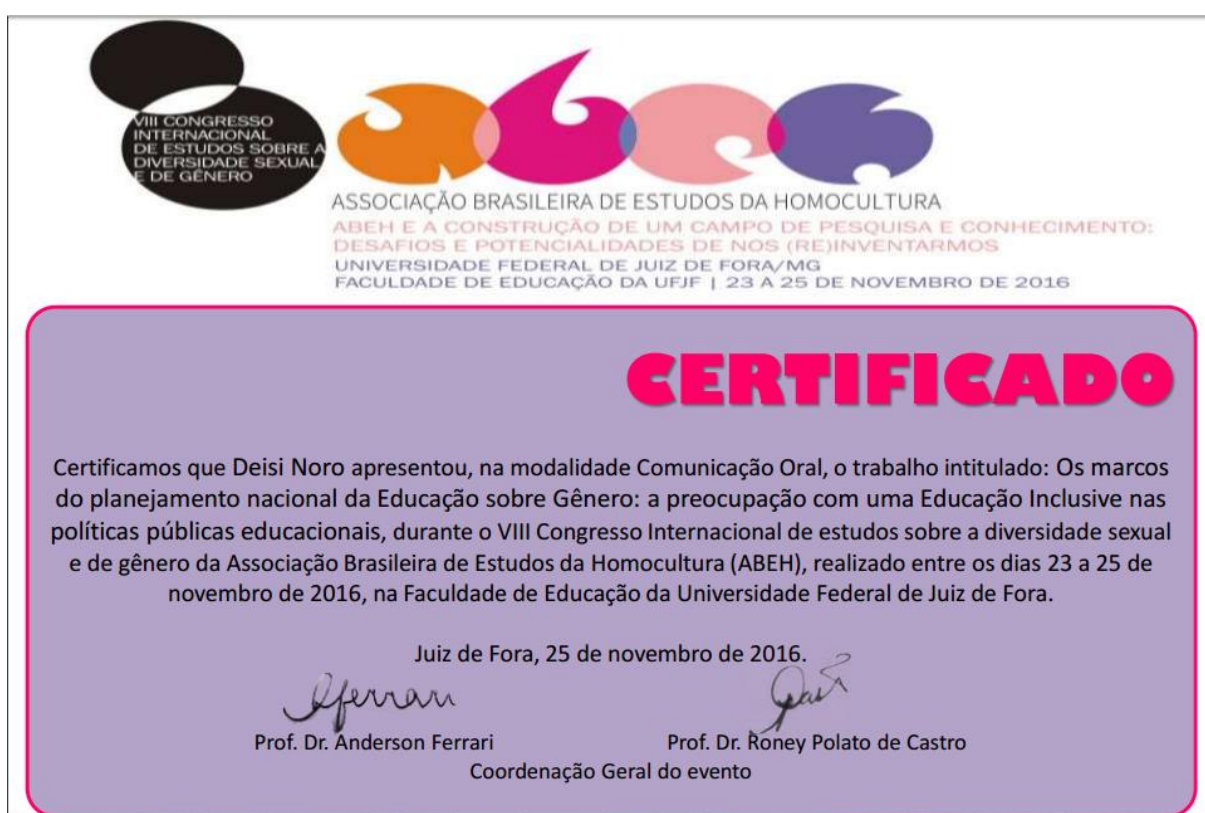 VIII CONGRESSO
INTERNACIONAL
DE ESTUDOS SOBRE A
DIVERSIDADE SEXUAL
E DE GÊNERO
abeh
ASSOCIAÇÃO BRASILEIRA DE ESTUDOS DA HOMOCULTURA
ABEH E A CONSTRUÇÃO DE UM CAMPO DE PESQUISA E CONHECIMENTO:
DESAFIOS E POTENCIALIDADES DE NOS (RE)INVENTARMOS
UNIVERSIDADE FEDERAL DE JUIZ DE FORA/MG
FACULDADE DE EDUCAÇÃO DA UFJF | 23 A 25 DE NOVEMBRO DE 2016
CERTIFICADO
Certificamos que Deisi Noro apresentou, na modalidade Comunicação Oral, o trabalho intitulado: Os marcos
do planejamento nacional da Educação sobre Gênero: a preocupação com uma Educação Inclusive nas
políticas públicas educacionais, durante o VIII Congresso Internacional de estudos sobre a diversidade sexual
e de gênero da Associação Brasileira de Estudos da Homocultura (ABEH), realizado entre os dias 23 a 25 de
novembro de 2016, na Faculdade de Educação da Universidade Federal de Juiz de Fora.
Juiz de Fora, 25 de novembro de 2016.
Aferrari
Prof. Dr. Anderson Ferrari
Prof. Dr. Roney Polato de Castro
Coordenação Geral do evento